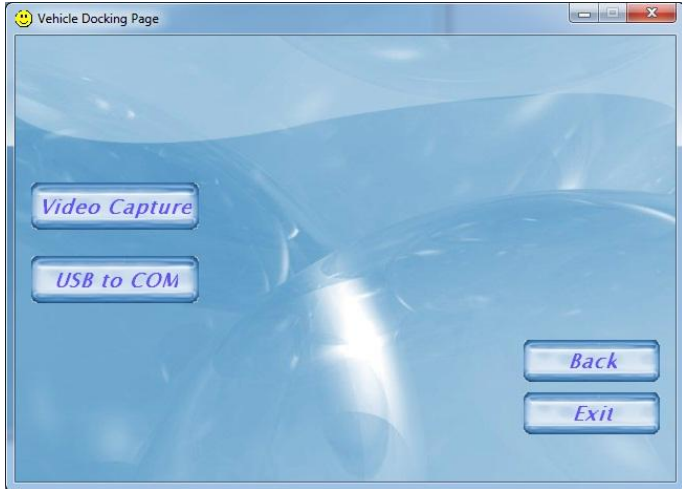 Vehicle Docking Page
Video Capture
USB to COM
Back
Exit